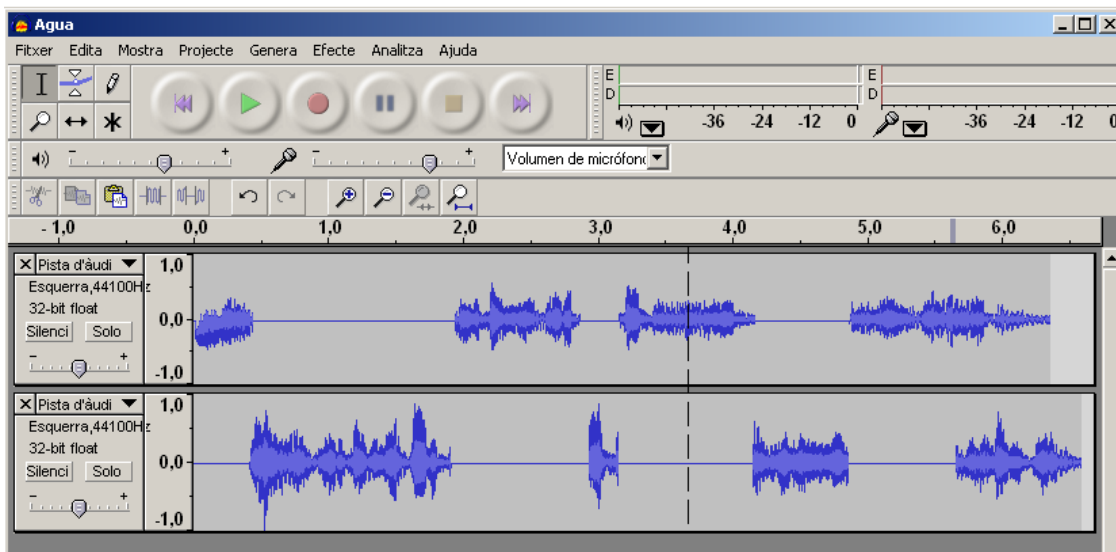 Agua
Fitxer Edita Mostra Projecte Genera Efecte Analitza Ajuda
E
D
-36 -24 -12 0
E
D
-36 -24 -12 0
- + - + Volumen de micrófon
- 1,0 0,0 1,0 2,0 3,0 4,0 5,0 6,0
Pista d'àudi 1,0
Esquerra,44100Hz
32-bit float 0,0
Silenci Solo
- + -1,0
Pista d'àudi 1,0
Esquerra,44100Hz
32-bit float 0,0
Silenci Solo
- + -1,0